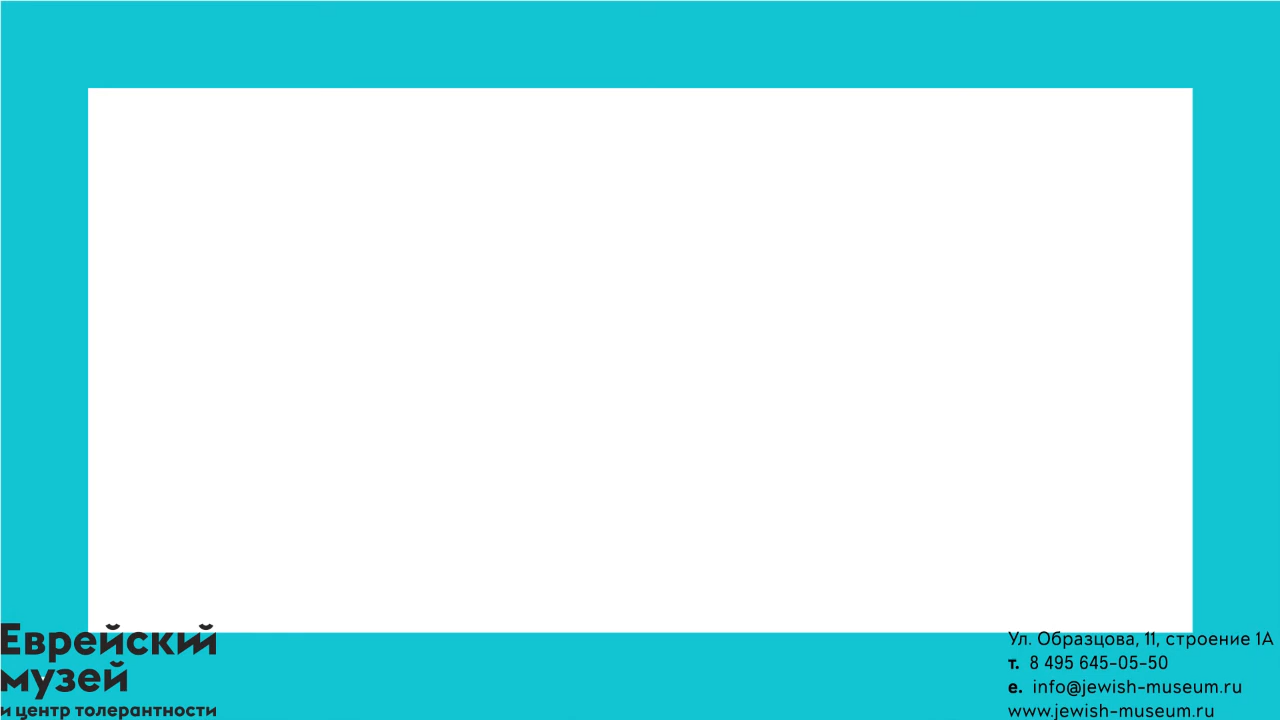 Еврейский
музей
и центр толерантности
Ул. Образцова, 11, строение 1А
т. 8 495 645-05-50
е. info@jewish-museum.ru
www.jewish-museum.ru